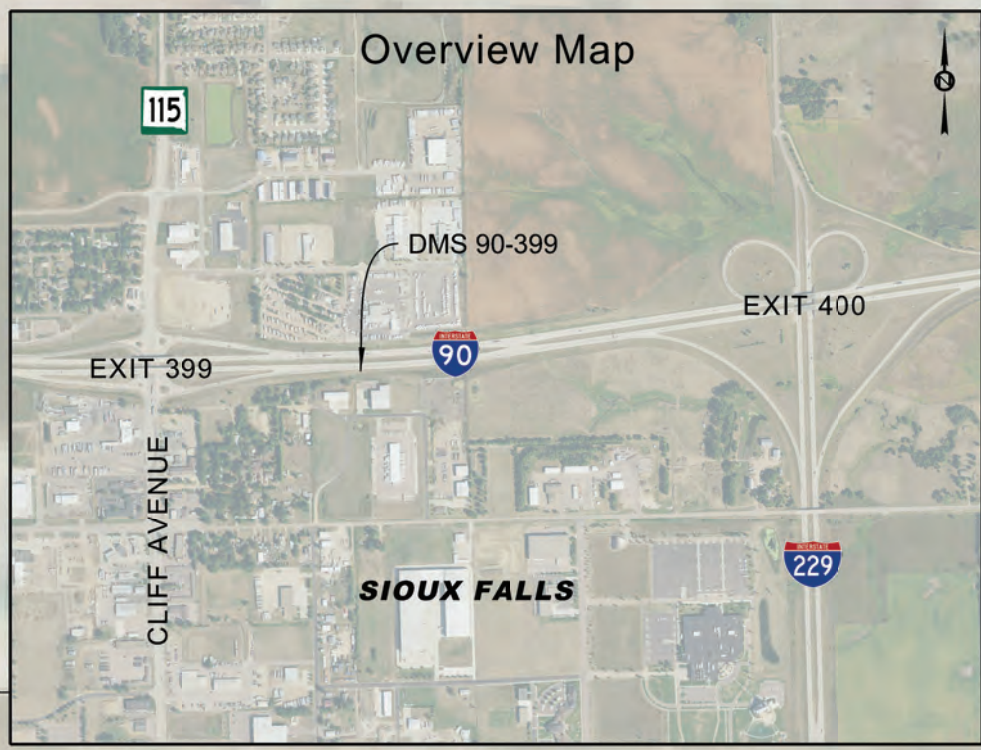 Overview Map
N
115
DMS 90-399
EXIT 400
INTERSTATE
90
EXIT 399
CLIFF AVENUE
INTERSTATE
229
SIOUX FALLS